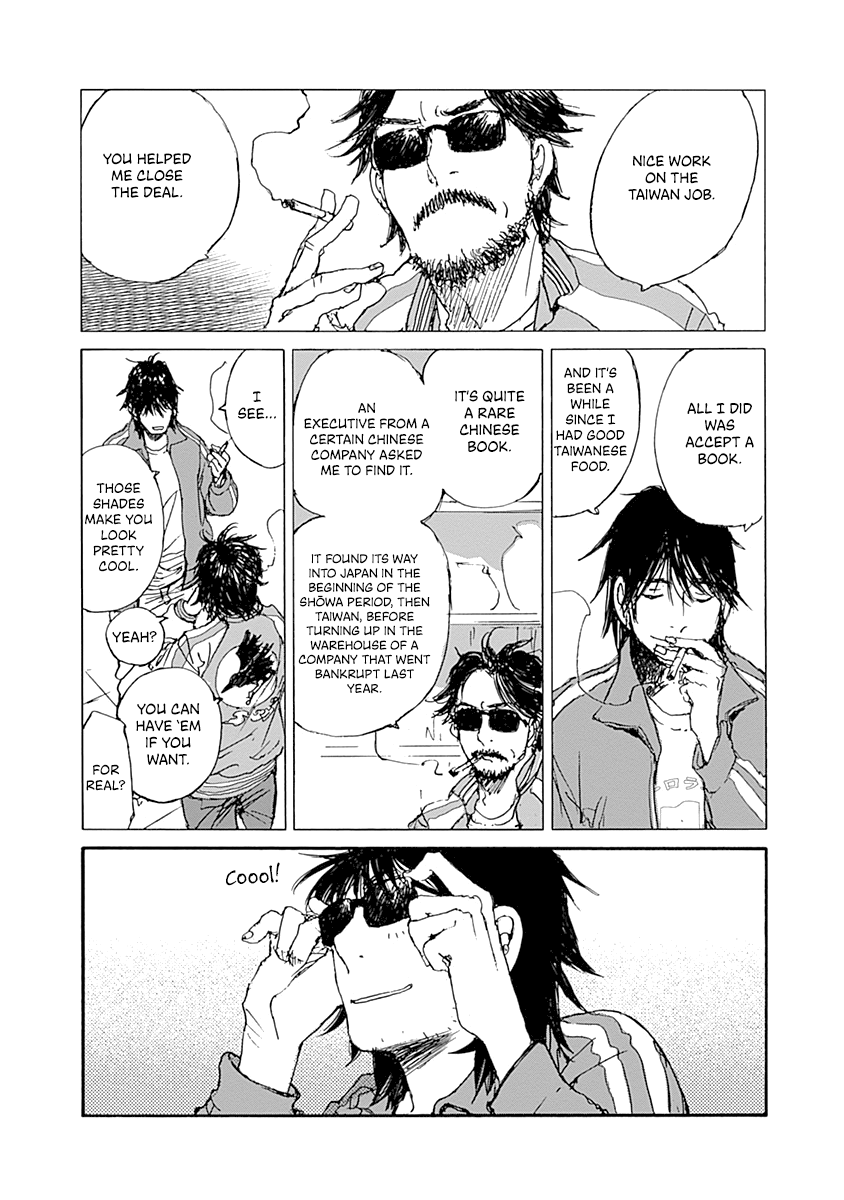 NICE WORK
ON THE
TAIWAN JOB.
YOU HELPED
ME CLOSE
THE DEAL.
ALL I DID
WAS
ACCEPT A
BOOK.
AND IT'S
BEEN A
WHILE
SINCE I
HAD GOOD
TAIWANESE
FOOD.
IT'S QUITE
A RARE
CHINESE
BOOK.
AN
EXECUTIVE FROM A
CERTAIN CHINESE
COMPANY ASKED
ME TO FIND IT.
IT FOUND ITS WAY
INTO JAPAN IN THE
BEGINNING OF THE
SHŌWA PERIOD, THEN
TAIWAN, BEFORE
TURNING UP IN THE
WAREHOUSE OF A
COMPANY THAT WENT
BANKRUPT LAST
YEAR.
I
SEE...
THOSE
SHADES
MAKE YOU
LOOK
PRETTY
COOL.
YEAH?
YOU CAN
HAVE 'EM
IF YOU
WANT.
FOR
REAL?
Coool!